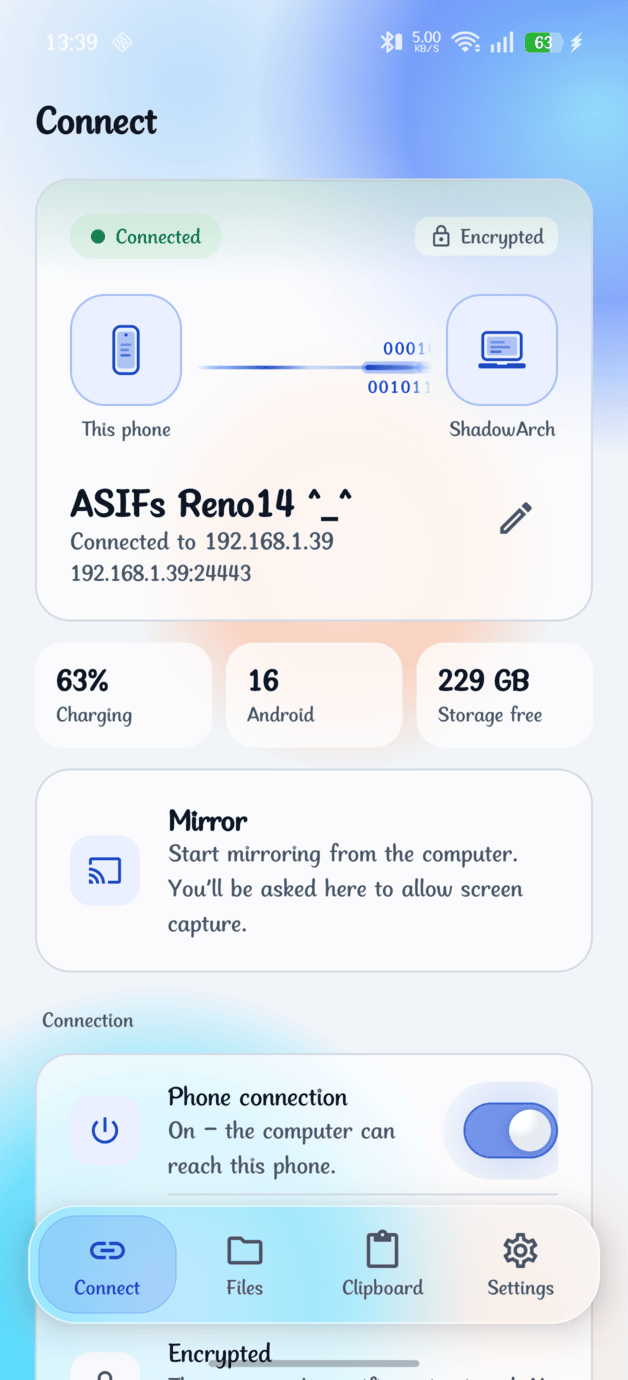 13:39
5.00
KB/S
63
Connect
Connected
Encrypted
0001
001011
This phone
ShadowArch
ASIFs Reno14 ^_^
Connected to 192.168.1.39
192.168.1.39:24443
63%
Charging
16
Android
229 GB
Storage free
Mirror
Start mirroring from the computer.
You'll be asked here to allow screen
capture.
Connection
Phone connection
On – the computer can
reach this phone.
Connect
Files
Clipboard
Settings
Encrypted